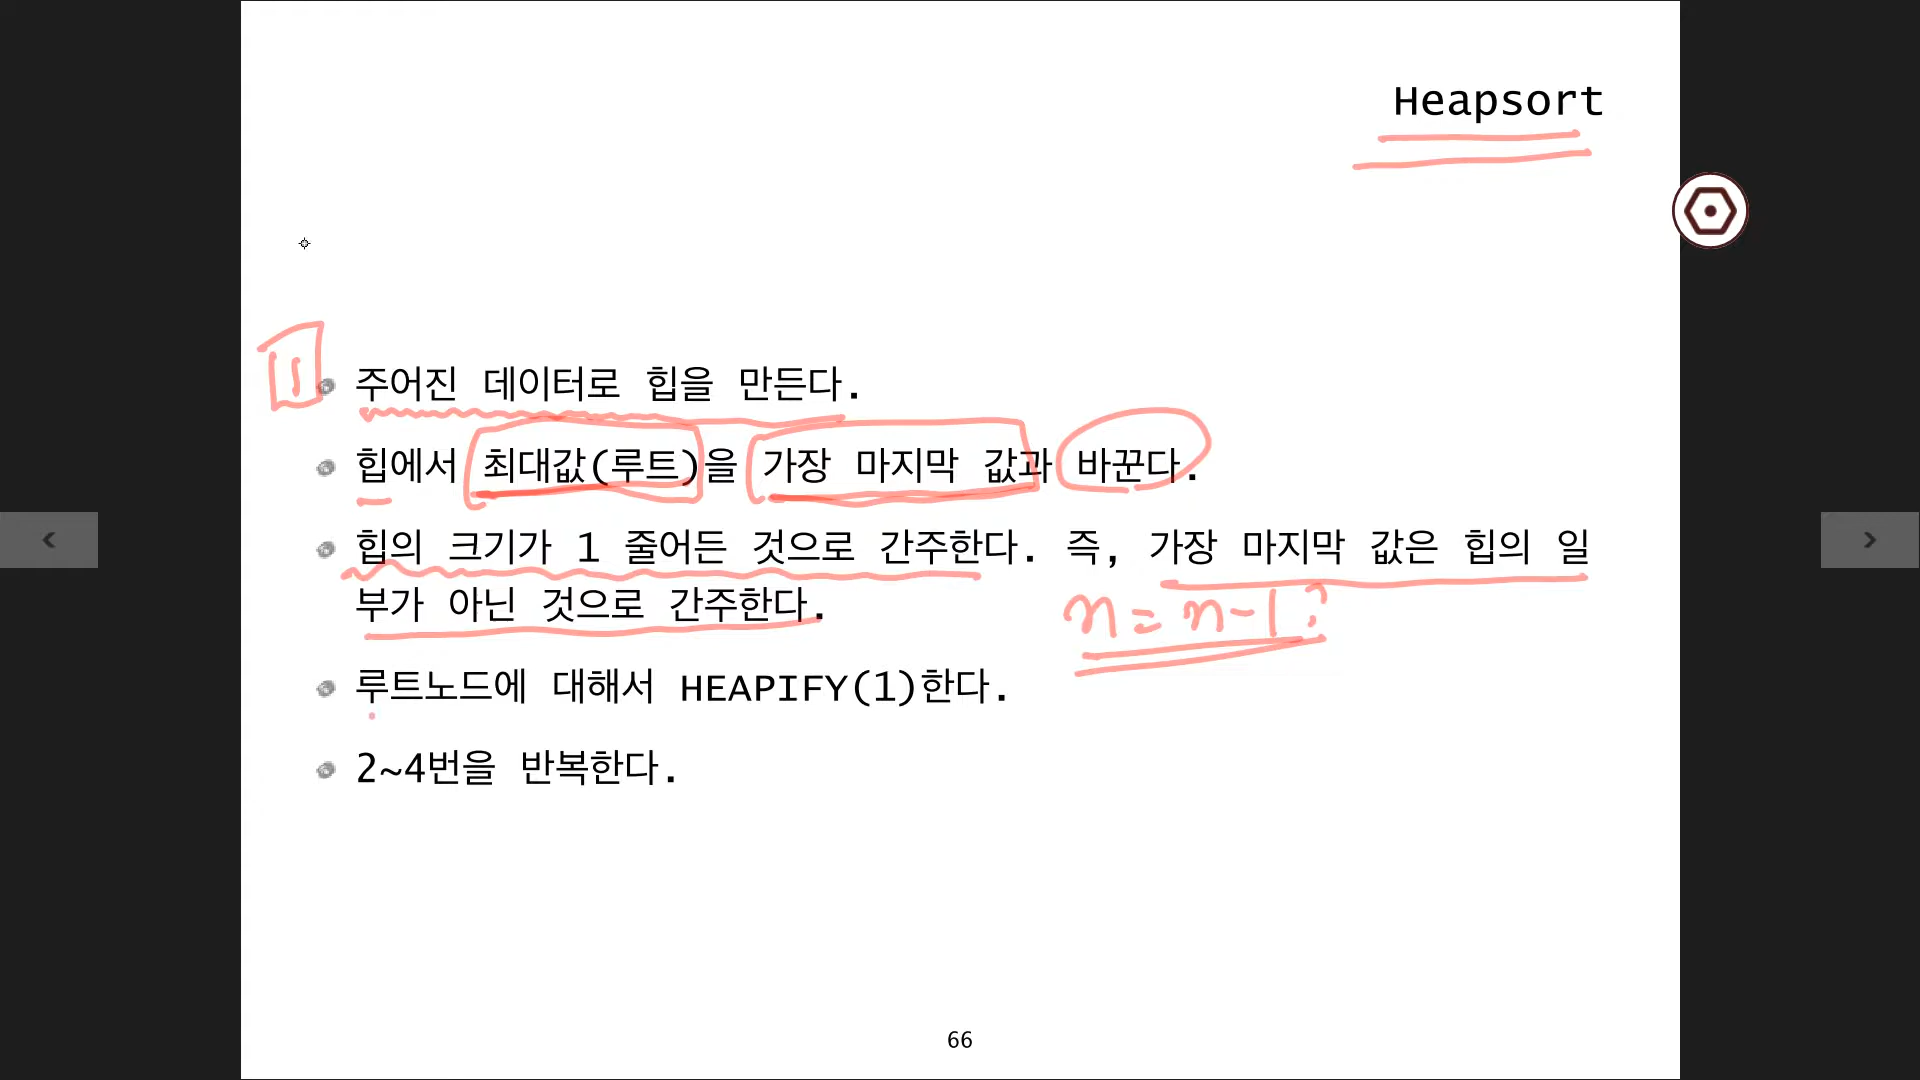 Heapsort
1
주어진 데이터로 힙을 만든다.
힙에서 최대값(루트)을 가장 마지막 값과 바꾼다.
힙의 크기가 1 줄어든 것으로 간주한다. 즉, 가장 마지막 값은 힙의 일
부가 아닌 것으로 간주한다.
n = n-1;
루트노드에 대해서 HEAPIFY(1)한다.
2~4번을 반복한다.
66